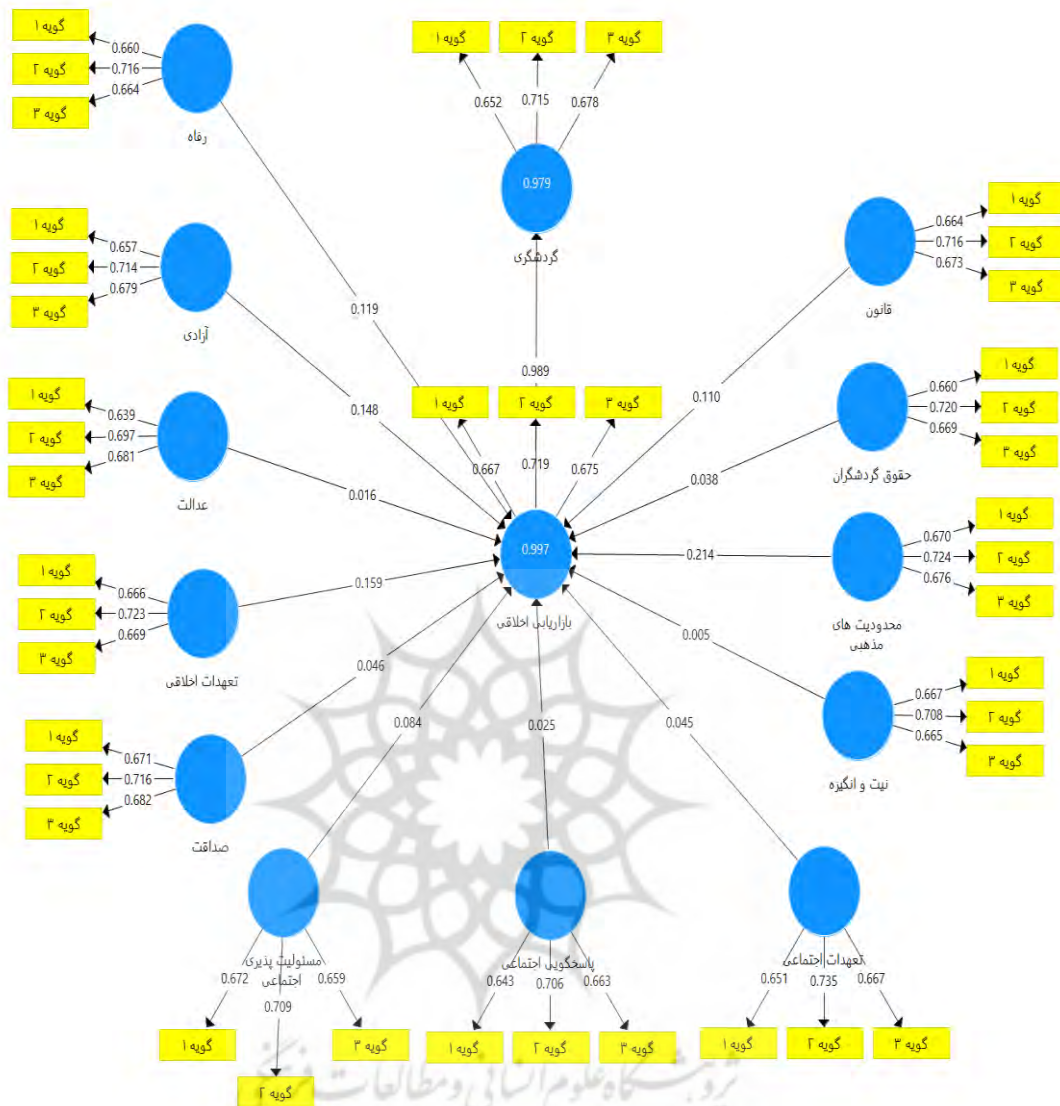 گویه ۱
0.660
گویه ۲
0.716
گویه ۳
0.664
رفاه
گویه ۱
گویه ۲
گویه ۳
0.652
0.715
0.678
0.979
گردشگری
گویه ۱
0.657
گویه ۲
0.714
گویه ۳
0.679
آزادی
گویه ۱
0.664
گویه ۲
0.716
گویه ۳
0.673
قانون
0.119
0.148
0.989
0.110
گویه ۱
0.639
گویه ۲
0.697
گویه ۳
0.681
عدالت
0.016
گویه ۱
گویه ۲
گویه ۳
0.667
0.719
0.675
0.997
بازاریابی اخلاقی
گویه ۱
0.660
گویه ۲
0.720
گویه ۳
0.669
حقوق گردشگران
0.038
گویه ۱
0.670
گویه ۲
0.724
گویه ۳
0.676
محدودیت های
مذهبی
0.214
گویه ۱
0.666
گویه ۲
0.723
گویه ۳
0.669
تعهدات اخلاقی
0.159
گویه ۱
0.667
گویه ۲
0.708
گویه ۳
0.665
نیت و انگیزه
0.005
گویه ۱
0.671
گویه ۲
0.716
گویه ۳
0.682
صداقت
0.046
0.084
0.025
0.045
مسئولیت پذیری
اجتماعی
0.672
0.709
0.659
گویه ۱
گویه ۲
گویه ۳
پاسخگویی اجتماعی
0.643
0.706
0.663
گویه ۱
گویه ۲
گویه ۳
تعهدات اجتماعی
0.651
0.735
0.667
گویه ۱
گویه ۲
گویه ۳
پژوهشگاه علوم انسانی و مطالعات فرهنگی